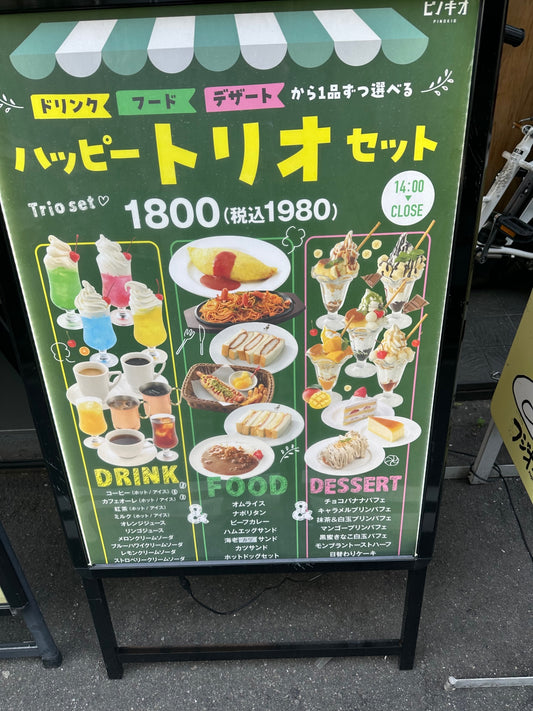 ピノキオ
PINOKIO
ドリンク フード デザート から1品ずつ選べる
ハッピートリオセット
Trio set♡
1800(税込1980)
14:00
▼
CLOSE
DRINK
コーヒー(ホット/アイス)
カフェオーレ(ホット/アイス)
紅茶(ホット/アイス)
ミルク(ホット/アイス)
オレンジジュース
リンゴジュース
メロンクリームソーダ
ブルーハワイクリームソーダ
レモンクリームソーダ
ストロベリークリームソーダ
&
FOOD
オムライス
ナポリタン
ビーフカレー
ハムエッグサンド
海老カツサンド
カツサンド
ホットドッグセット
&
DESSERT
チョコバナナパフェ
キャラメルプリンパフェ
抹茶&白玉プリンパフェ
マンゴープリンパフェ
黒蜜きなこ白玉パフェ
モンブラントーストハーフ
日替わりケーキ